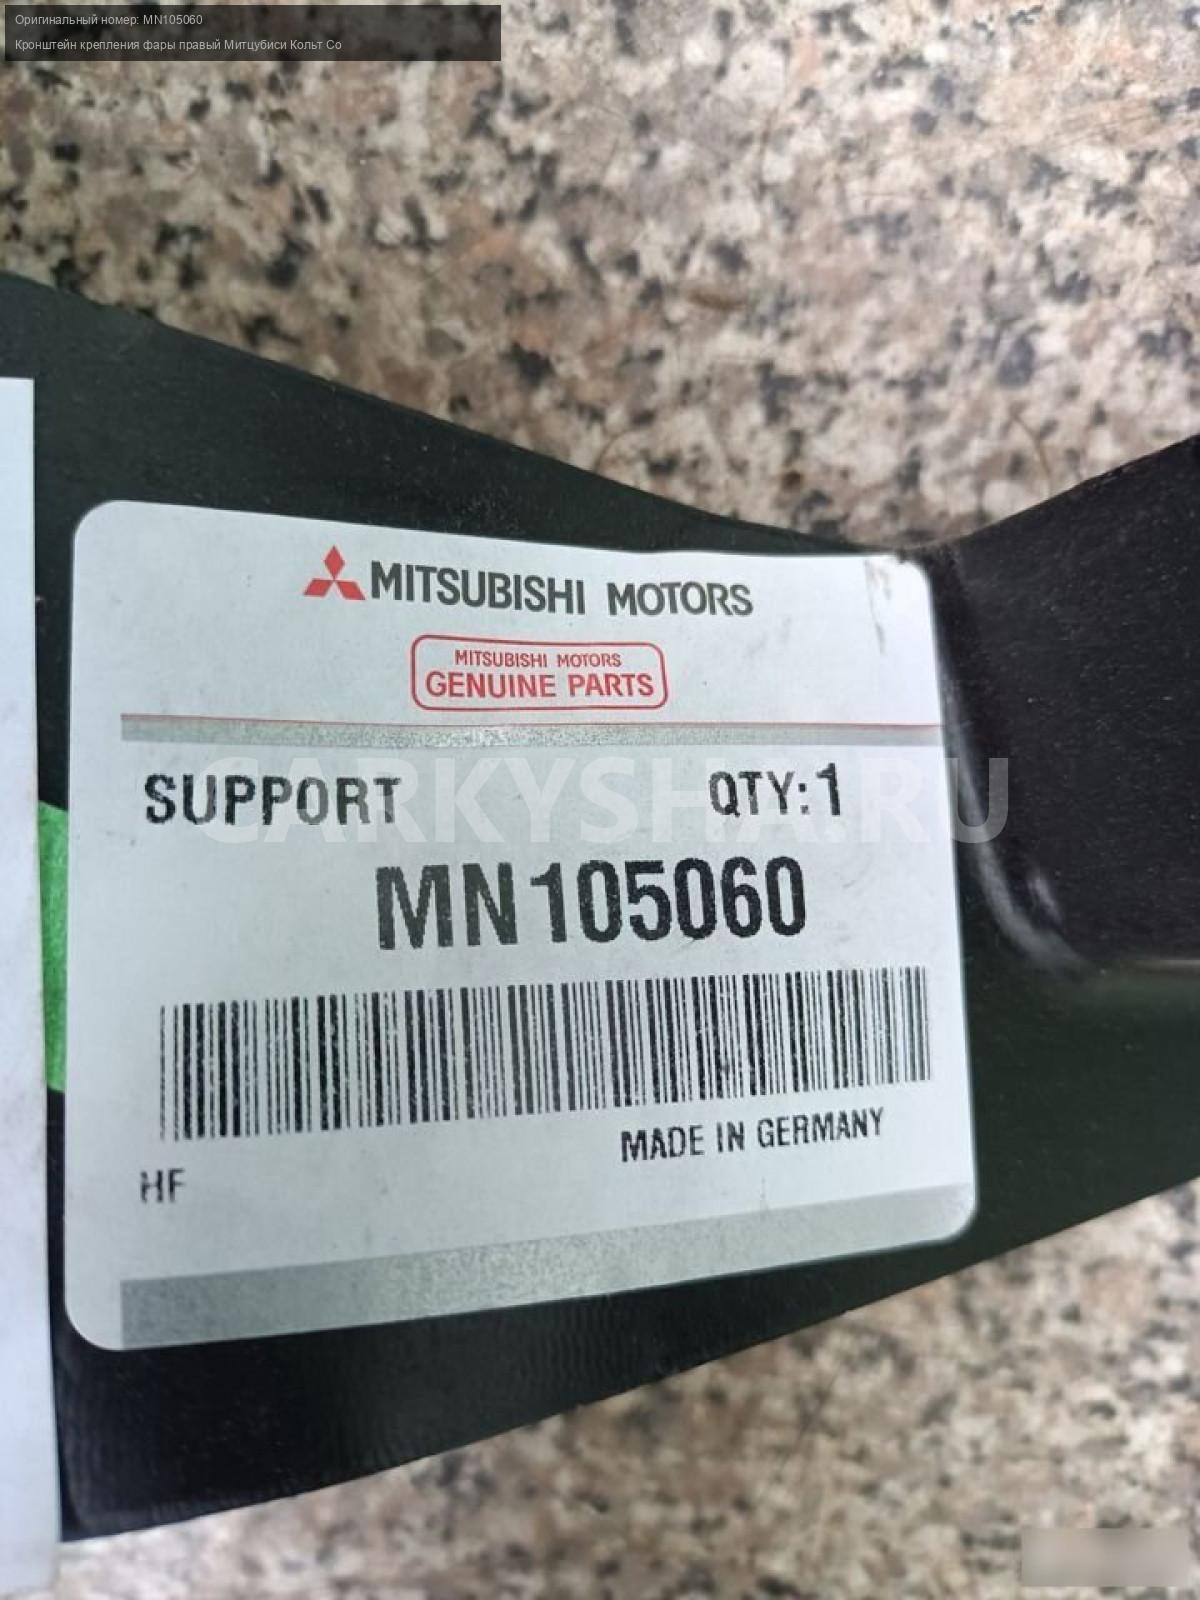 Оригинальный номер: MN105060
Кронштейн крепления фары правый Митцубиси Кольт Со
MITSUBISHI MOTORS
MITSUBISHI MOTORS
GENUINE PARTS
SUPPORT QTY:1
CARKYSHA.RU
MN105060
MADE IN GERMANY
HF